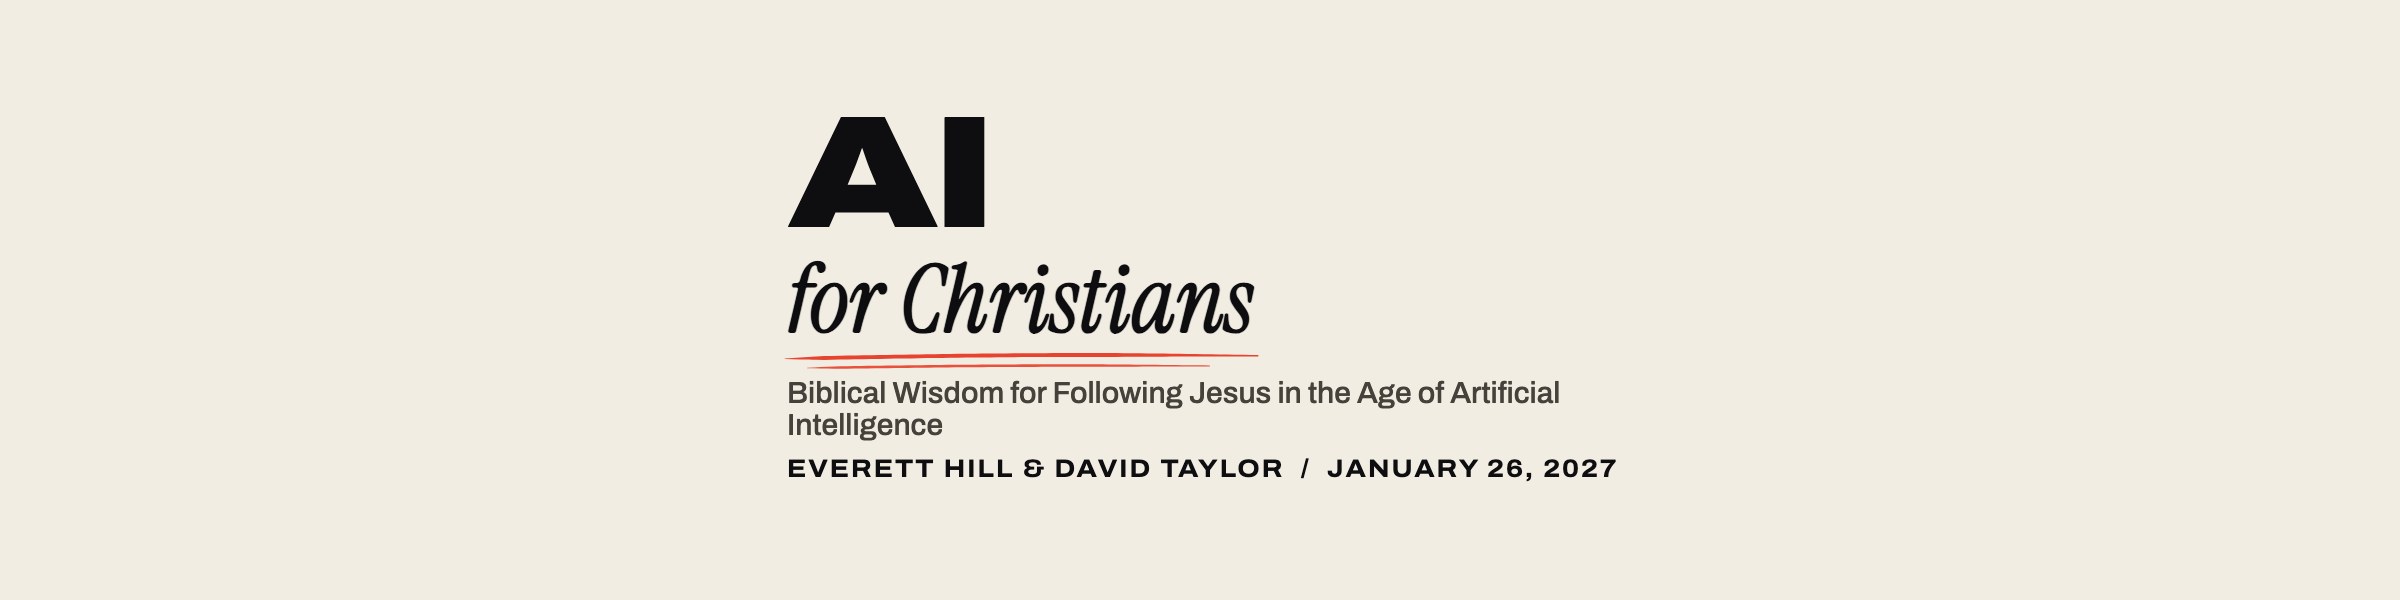 AI
for Christians
Biblical Wisdom for Following Jesus in the Age of Artificial
Intelligence
EVERETT HILL & DAVID TAYLOR / JANUARY 26, 2027